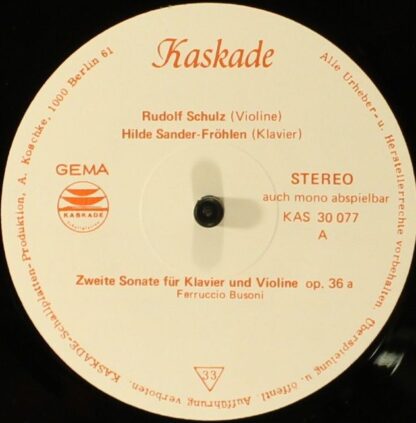 Kaskade
Rudolf Schulz (Violine)
Hilde Sander-Fröhlen (Klavier)
GEMA
KASKADE
STEREO
auch mono abspielbar
KAS 30 077
A
Zweite Sonate für Klavier und Violine op. 36 a
Ferruccio Busoni
33
KASKADE-Schallplatten-Produktion, A. Koschke, 1000 Berlin 61
Alle Urheber- u. Herstellerrechte vorbehalten. Überspielung u. öffentl. Aufführung verboten.